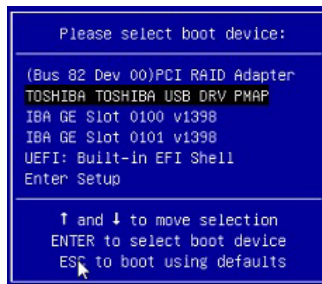 Please select boot device:
(Bus 82 Dev 00)PCI RAID Adapter
TOSHIBA TOSHIBA USB DRV PMAP
IBA GE Slot 0100 v1398
IBA GE Slot 0101 v1398
UEFI: Built-in EFI Shell
Enter Setup
↑ and ↓ to move selection
ENTER to select boot device
ESC to boot using defaults